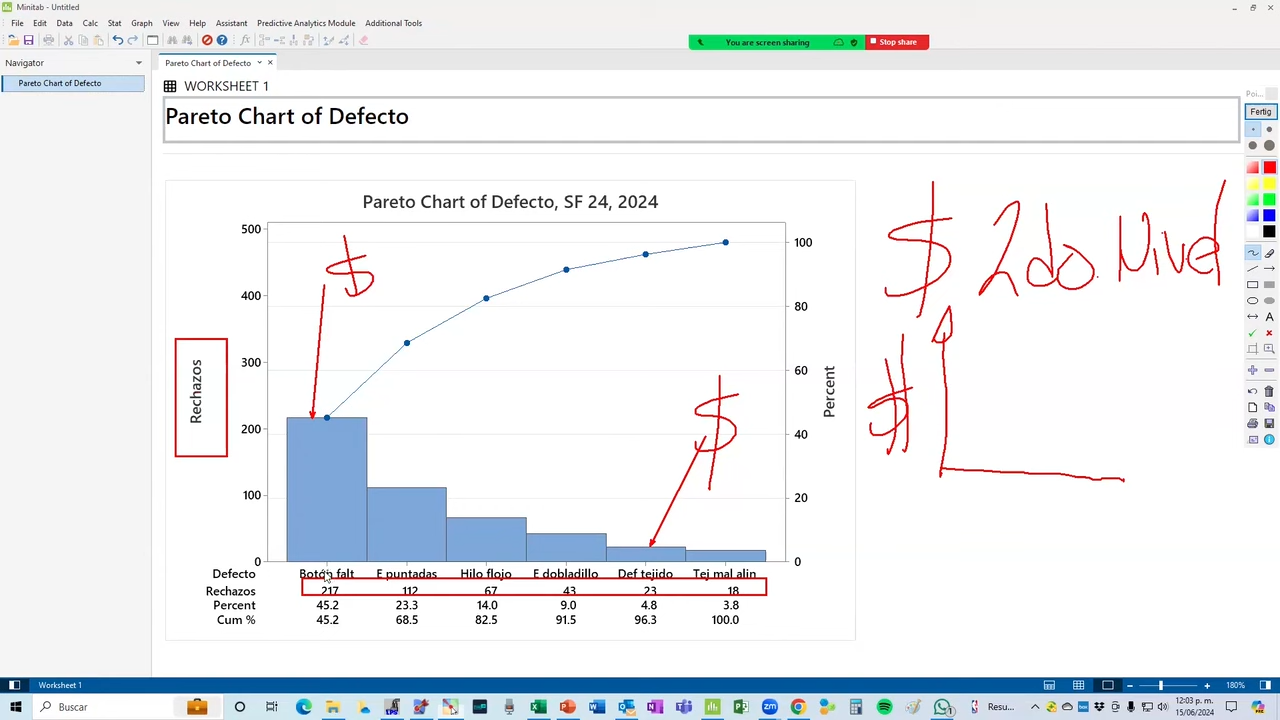 Minitab - Untitled
File Edit Data Calc Stat Graph View Help Assistant Predictive Analytics Module Additional Tools
You are screen sharing
Stop share
Navigator
Pareto Chart of Defecto
Pareto Chart of Defecto
WORKSHEET 1
Pareto Chart of Defecto
Poi...
Fertig
Pareto Chart of Defecto, SF 24, 2024
$ 2do. Nivel
$
$
$
500
400
300
200
100
0
Rechazos
100
80
60
40
20
0
Percent
Defecto Botón falt E puntadas Hilo flojo E dobladillo Def tejido Tej mal alin
Rechazos 217 112 67 43 23 18
Percent 45.2 23.3 14.0 9.0 4.8 3.8
Cum % 45.2 68.5 82.5 91.5 96.3 100.0
Worksheet 1
180%
Buscar
Resu...
12:03 p. m.
15/06/2024